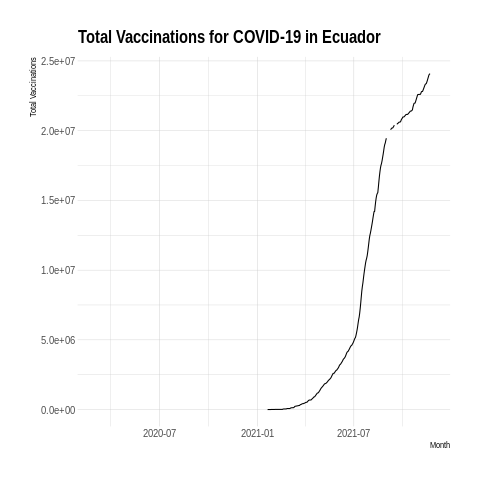 Total Vaccinations for COVID-19 in Ecuador
Total Vaccinations
2.5e+07
2.0e+07
1.5e+07
1.0e+07
5.0e+06
0.0e+00
2020-07 2021-01 2021-07
Month